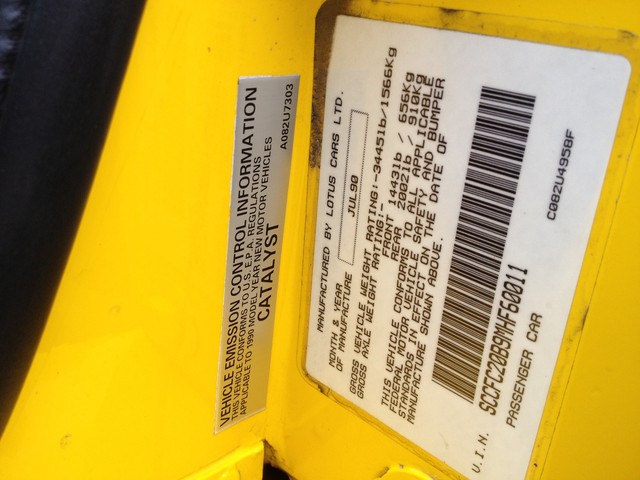 VEHICLE EMISSION CONTROL INFORMATION
THIS VEHICLE CONFORMS TO U.S. E.P.A. REGULATIONS
APPLICABLE TO 1990 MODEL YEAR NEW MOTOR VEHICLES
CATALYST
A082U7303
MANUFACTURED BY LOTUS CARS LTD.
MONTH & YEAR
OF MANUFACTURE JUL90
GROSS VEHICLE WEIGHT RATING:-3445lb/1566Kg
GROSS AXLE WEIGHT RATING:-
FRONT 1443lb / 656Kg
REAR 2002lb / 910Kg
THIS VEHICLE CONFORMS TO ALL APPLICABLE
FEDERAL MOTOR VEHICLE SAFETY AND BUMPER
STANDARDS IN EFFECT ON THE DATE OF
MANUFACTURE SHOWN ABOVE.
V.I.N. SCCFC20B9MHF60011
PASSENGER CAR
C082U4958F